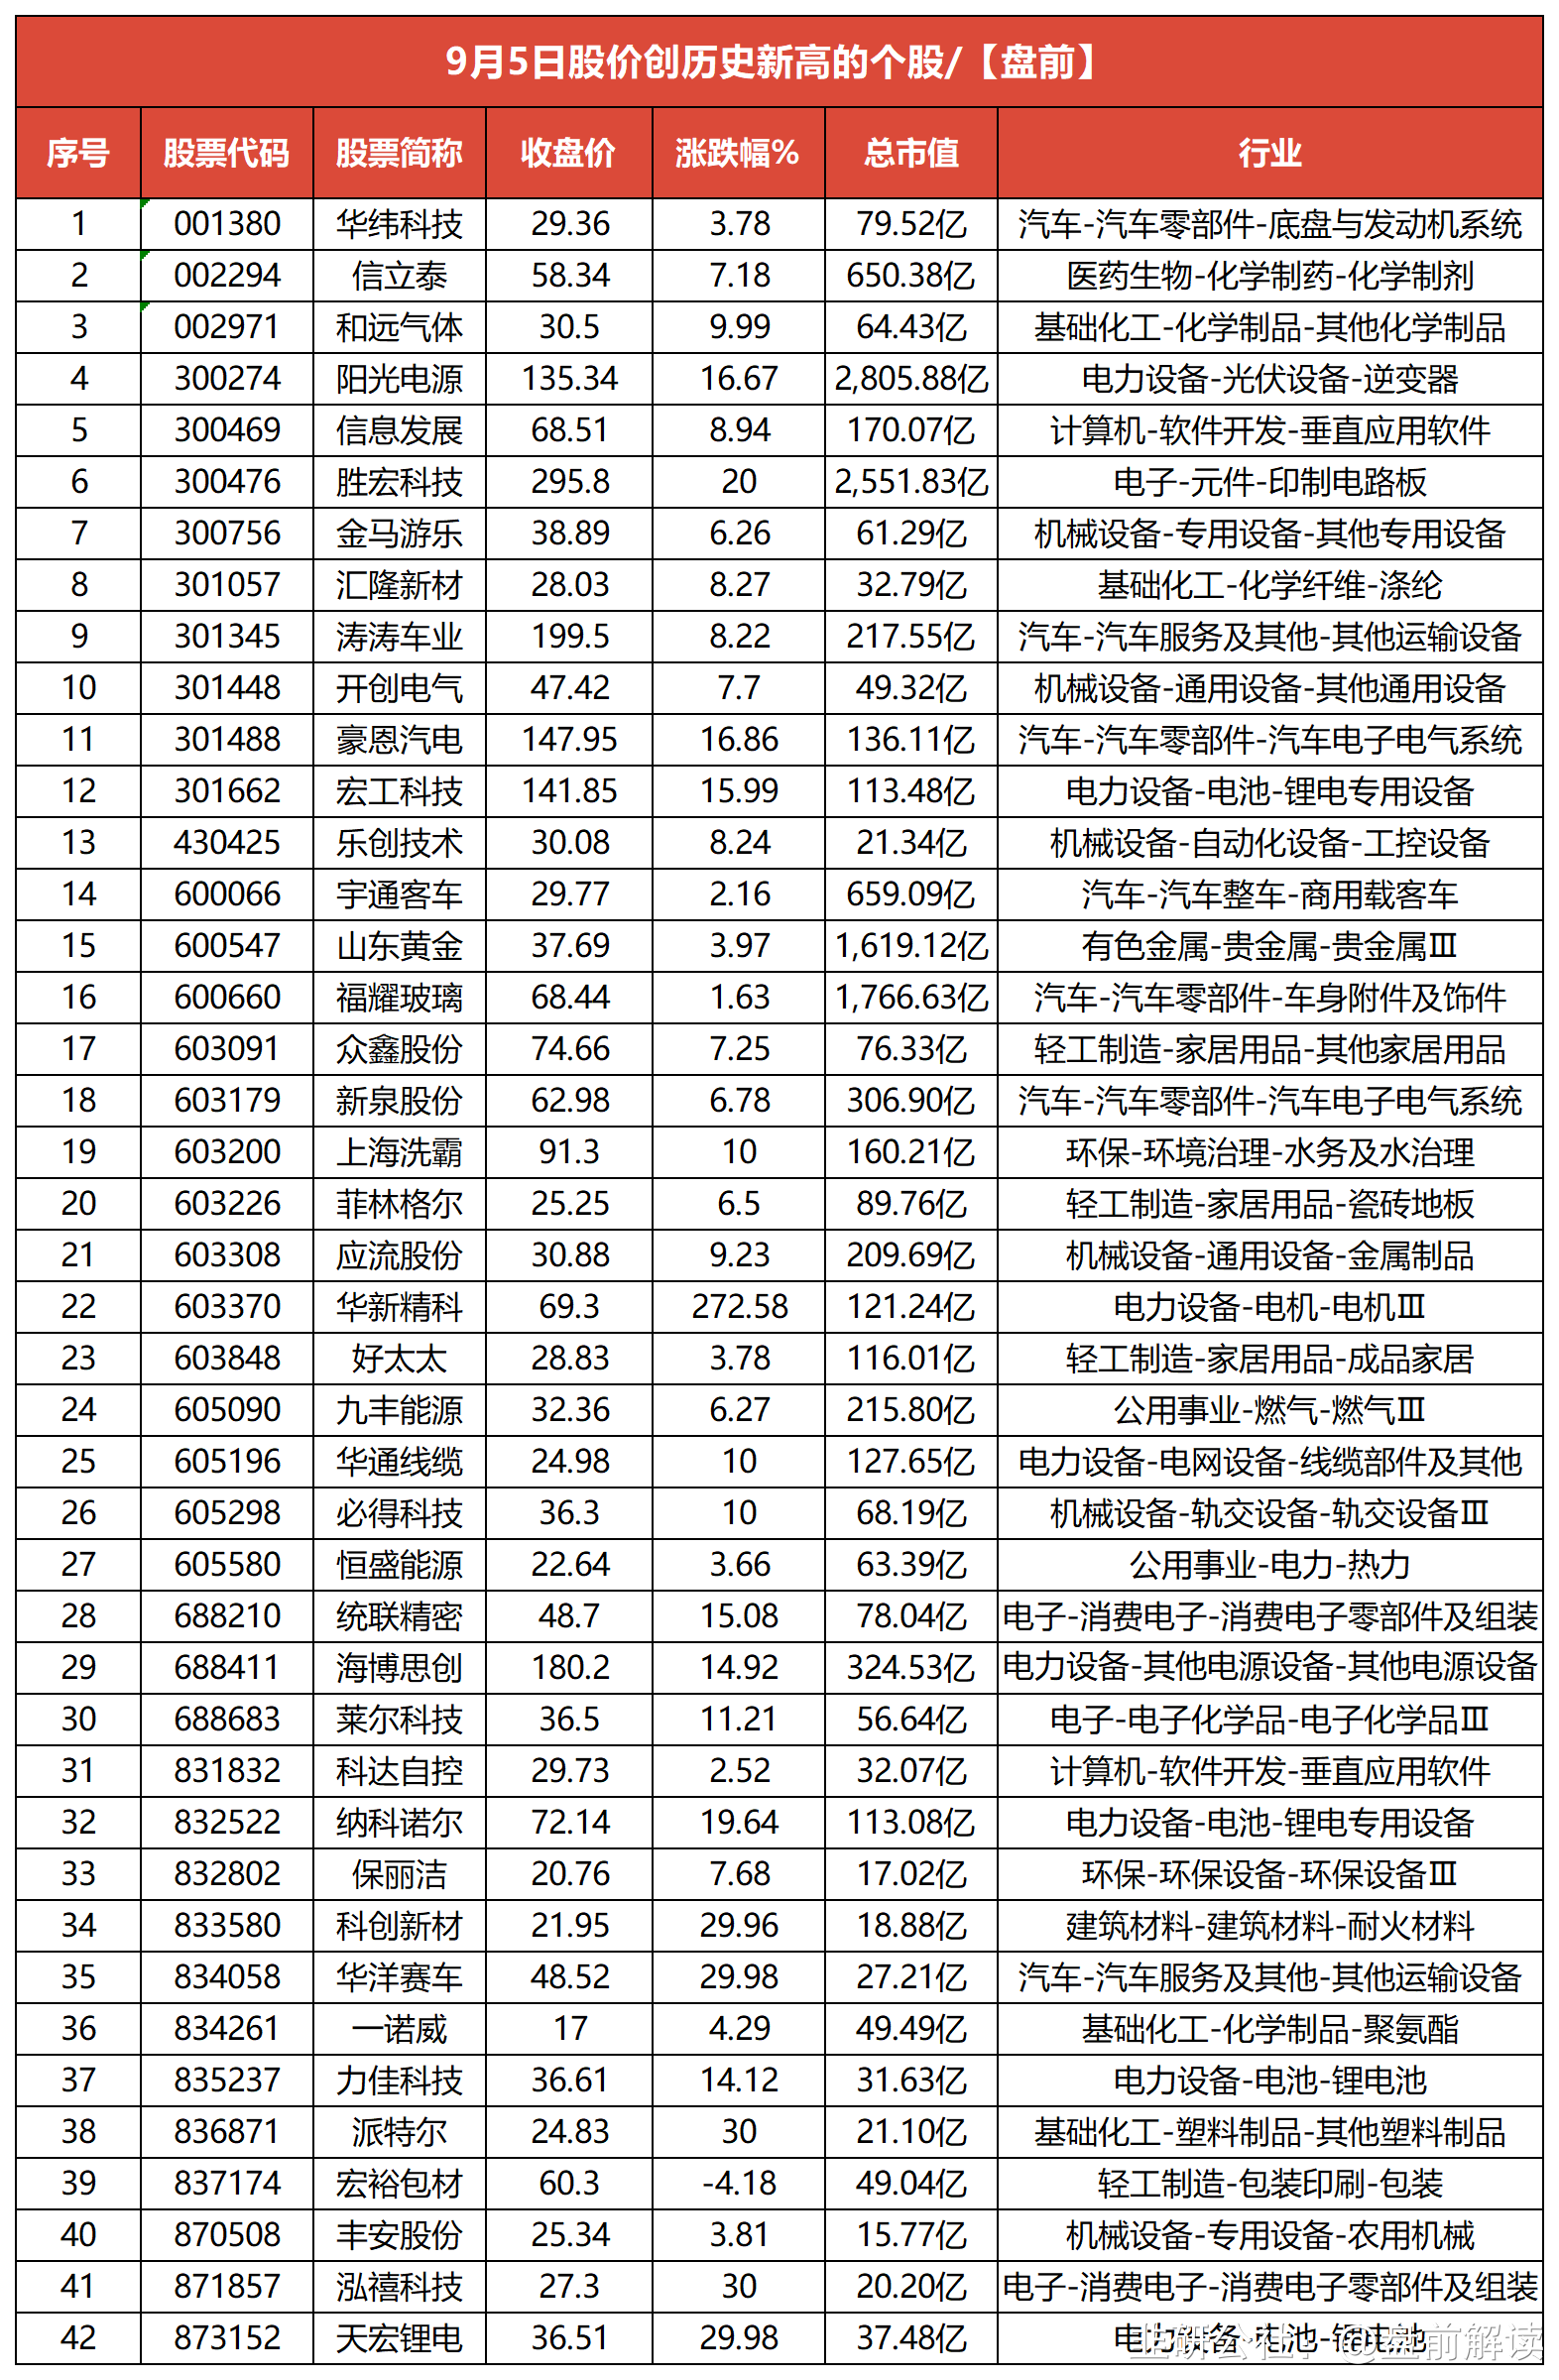 9月5日股价创历史新高的个股/【盘前】
序号 股票代码 股票简称 收盘价 涨跌幅% 总市值 行业
1 001380 华纬科技 29.36 3.78 79.52亿 汽车-汽车零部件-底盘与发动机系统
2 002294 信立泰 58.34 7.18 650.38亿 医药生物-化学制药-化学制剂
3 002971 和远气体 30.5 9.99 64.43亿 基础化工-化学制品-其他化学制品
4 300274 阳光电源 135.34 16.67 2,805.88亿 电力设备-光伏设备-逆变器
5 300469 信息发展 68.51 8.94 170.07亿 计算机-软件开发-垂直应用软件
6 300476 胜宏科技 295.8 20 2,551.83亿 电子-元件-印制电路板
7 300756 金马游乐 38.89 6.26 61.29亿 机械设备-专用设备-其他专用设备
8 301057 汇隆新材 28.03 8.27 32.79亿 基础化工-化学纤维-涤纶
9 301345 涛涛车业 199.5 8.22 217.55亿 汽车-汽车服务及其他-其他运输设备
10 301448 开创电气 47.42 7.7 49.32亿 机械设备-通用设备-其他通用设备
11 301488 豪恩汽电 147.95 16.86 136.11亿 汽车-汽车零部件-汽车电子电气系统
12 301662 宏工科技 141.85 15.99 113.48亿 电力设备-电池-锂电专用设备
13 430425 乐创技术 30.08 8.24 21.34亿 机械设备-自动化设备-工控设备
14 600066 宇通客车 29.77 2.16 659.09亿 汽车-汽车整车-商用载客车
15 600547 山东黄金 37.69 3.97 1,619.12亿 有色金属-贵金属-贵金属Ⅲ
16 600660 福耀玻璃 68.44 1.63 1,766.63亿 汽车-汽车零部件-车身附件及饰件
17 603091 众鑫股份 74.66 7.25 76.33亿 轻工制造-家居用品-其他家居用品
18 603179 新泉股份 62.98 6.78 306.90亿 汽车-汽车零部件-汽车电子电气系统
19 603200 上海洗霸 91.3 10 160.21亿 环保-环境治理-水务及水治理
20 603226 菲林格尔 25.25 6.5 89.76亿 轻工制造-家居用品-瓷砖地板
21 603308 应流股份 30.88 9.23 209.69亿 机械设备-通用设备-金属制品
22 603370 华新精科 69.3 272.58 121.24亿 电力设备-电机-电机Ⅲ
23 603848 好太太 28.83 3.78 116.01亿 轻工制造-家居用品-成品家居
24 605090 九丰能源 32.36 6.27 215.80亿 公用事业-燃气-燃气Ⅲ
25 605196 华通线缆 24.98 10 127.65亿 电力设备-电网设备-线缆部件及其他
26 605298 必得科技 36.3 10 68.19亿 机械设备-轨交设备-轨交设备Ⅲ
27 605580 恒盛能源 22.64 3.66 63.39亿 公用事业-电力-热力
28 688210 统联精密 48.7 15.08 78.04亿 电子-消费电子-消费电子零部件及组装
29 688411 海博思创 180.2 14.92 324.53亿 电力设备-其他电源设备-其他电源设备
30 688683 莱尔科技 36.5 11.21 56.64亿 电子-电子化学品-电子化学品Ⅲ
31 831832 科达自控 29.73 2.52 32.07亿 计算机-软件开发-垂直应用软件
32 832522 纳科诺尔 72.14 19.64 113.08亿 电力设备-电池-锂电专用设备
33 832802 保丽洁 20.76 7.68 17.02亿 环保-环保设备-环保设备Ⅲ
34 833580 科创新材 21.95 29.96 18.88亿 建筑材料-建筑材料-耐火材料
35 834058 华洋赛车 48.52 29.98 27.21亿 汽车-汽车服务及其他-其他运输设备
36 834261 一诺威 17 4.29 49.49亿 基础化工-化学制品-聚氨酯
37 835237 力佳科技 36.61 14.12 31.63亿 电力设备-电池-锂电池
38 836871 派特尔 24.83 30 21.10亿 基础化工-塑料制品-其他塑料制品
39 837174 宏裕包材 60.3 -4.18 49.04亿 轻工制造-包装印刷-包装
40 870508 丰安股份 25.34 3.81 15.77亿 机械设备-专用设备-农用机械
41 871857 泓禧科技 27.3 30 20.20亿 电子-消费电子-消费电子零部件及组装
42 873152 天宏锂电 36.51 29.98 37.48亿 电力设备-电池-锂电池
韭研公社：@盘前解读